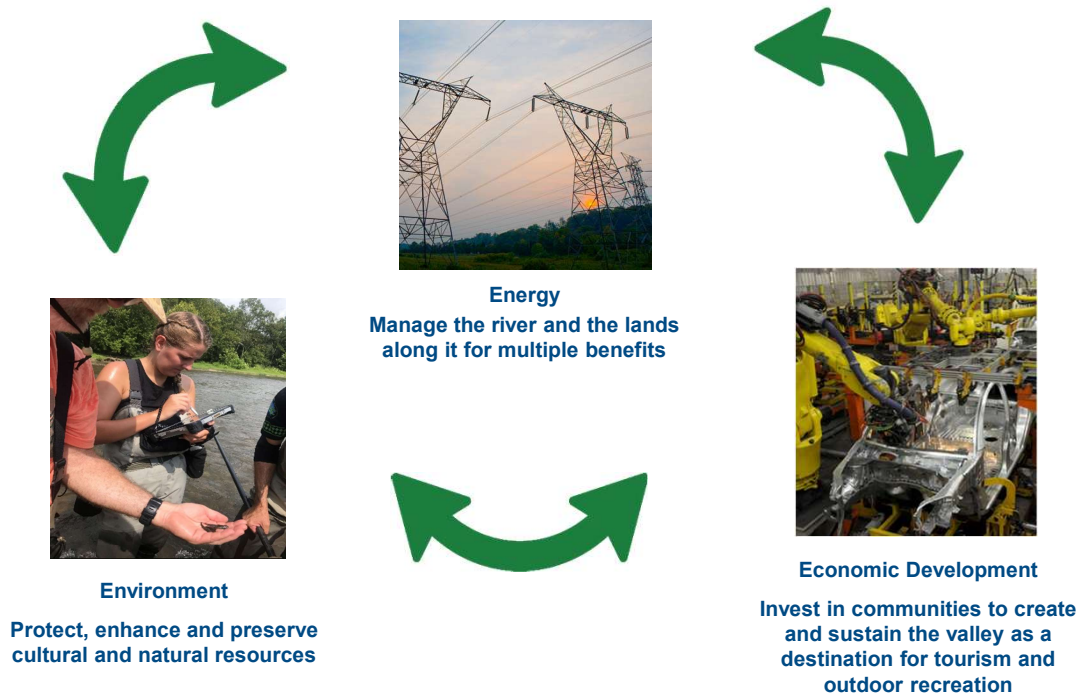 Energy
Manage the river and the lands
along it for multiple benefits
Environment
Protect, enhance and preserve
cultural and natural resources
Economic Development
Invest in communities to create
and sustain the valley as a
destination for tourism and
outdoor recreation